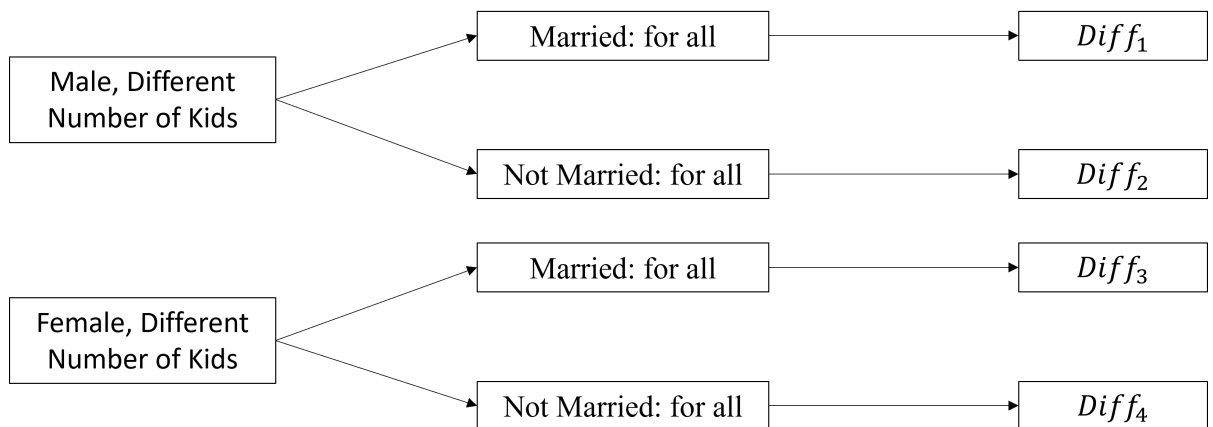 Married: for all
Diff₁
Male, Different
Number of Kids
Not Married: for all
Diff₂
Married: for all
Diff₃
Female, Different
Number of Kids
Not Married: for all
Diff₄